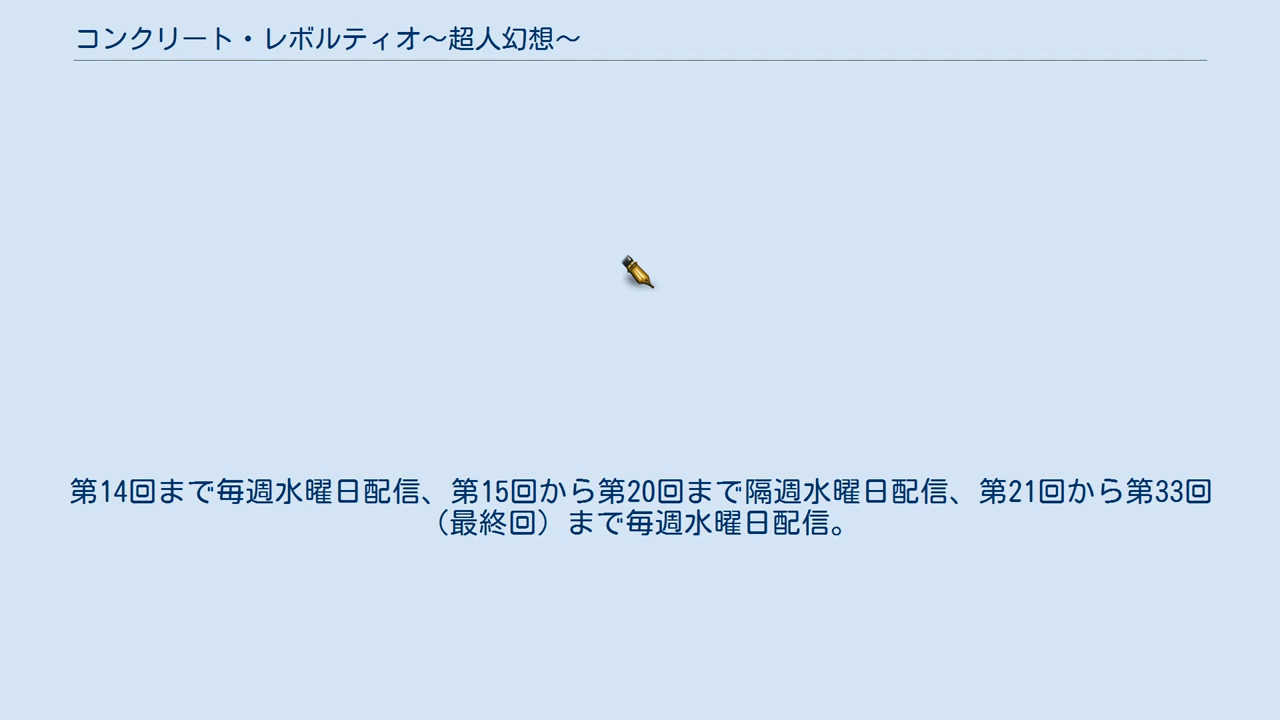 コンクリート・レボルティオ～超人幻想～
第14回まで毎週水曜日配信、第15回から第20回まで隔週水曜日配信、第21回から第33回
（最終回）まで毎週水曜日配信。